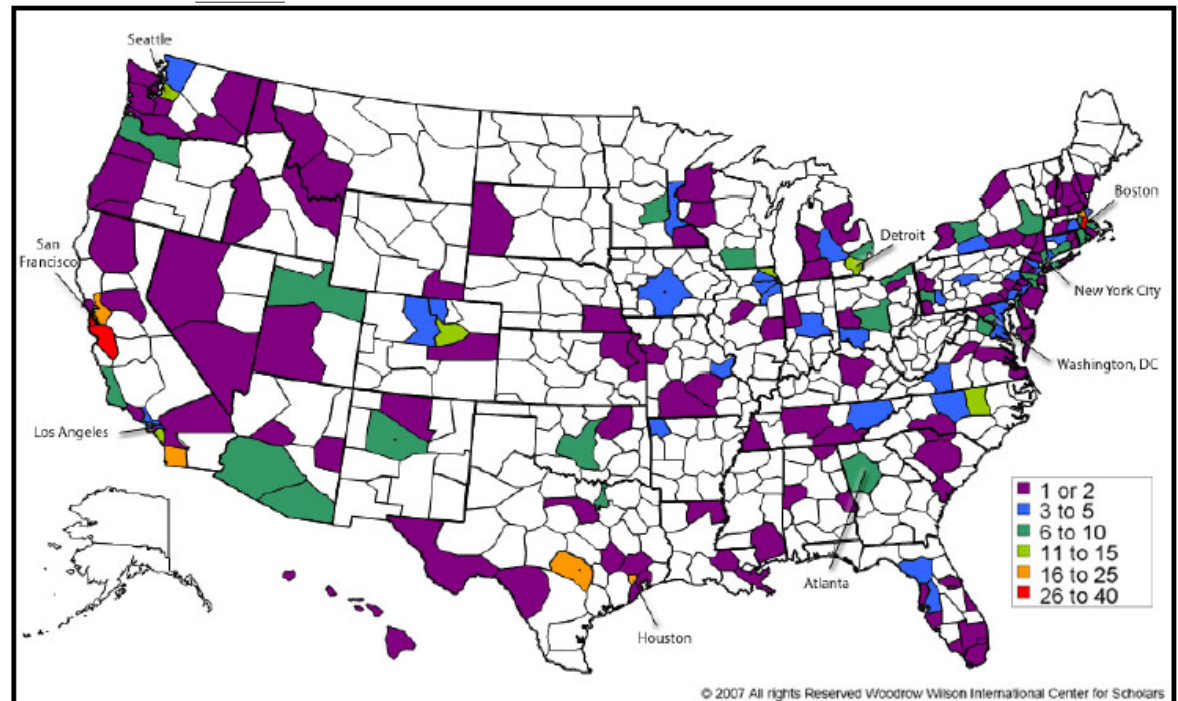 Seattle
Boston
San
Francisco
Detroit
New York City
Washington, DC
Los Angeles
1 or 2
3 to 5
6 to 10
11 to 15
16 to 25
26 to 40
Atlanta
Houston
© 2007 All rights Reserved Woodrow Wilson International Center for Scholars